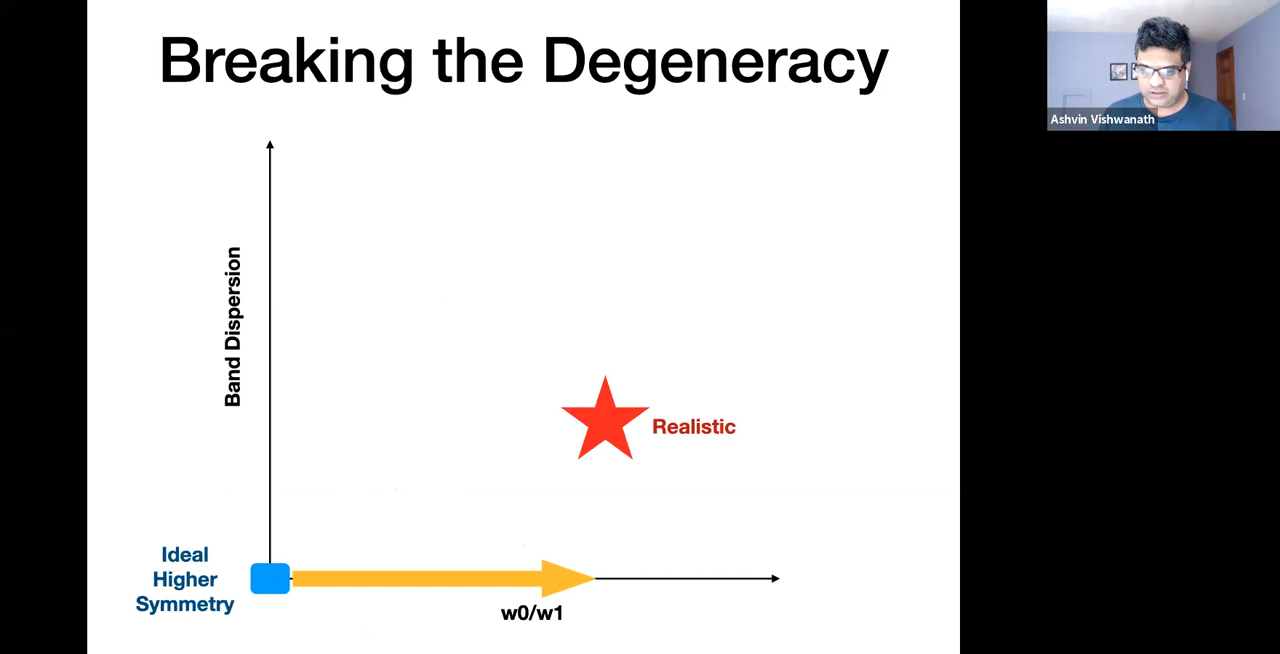 Breaking the Degeneracy
Ashvin Vishwanath
Band Dispersion
Realistic
Ideal
Higher
Symmetry
w0/w1